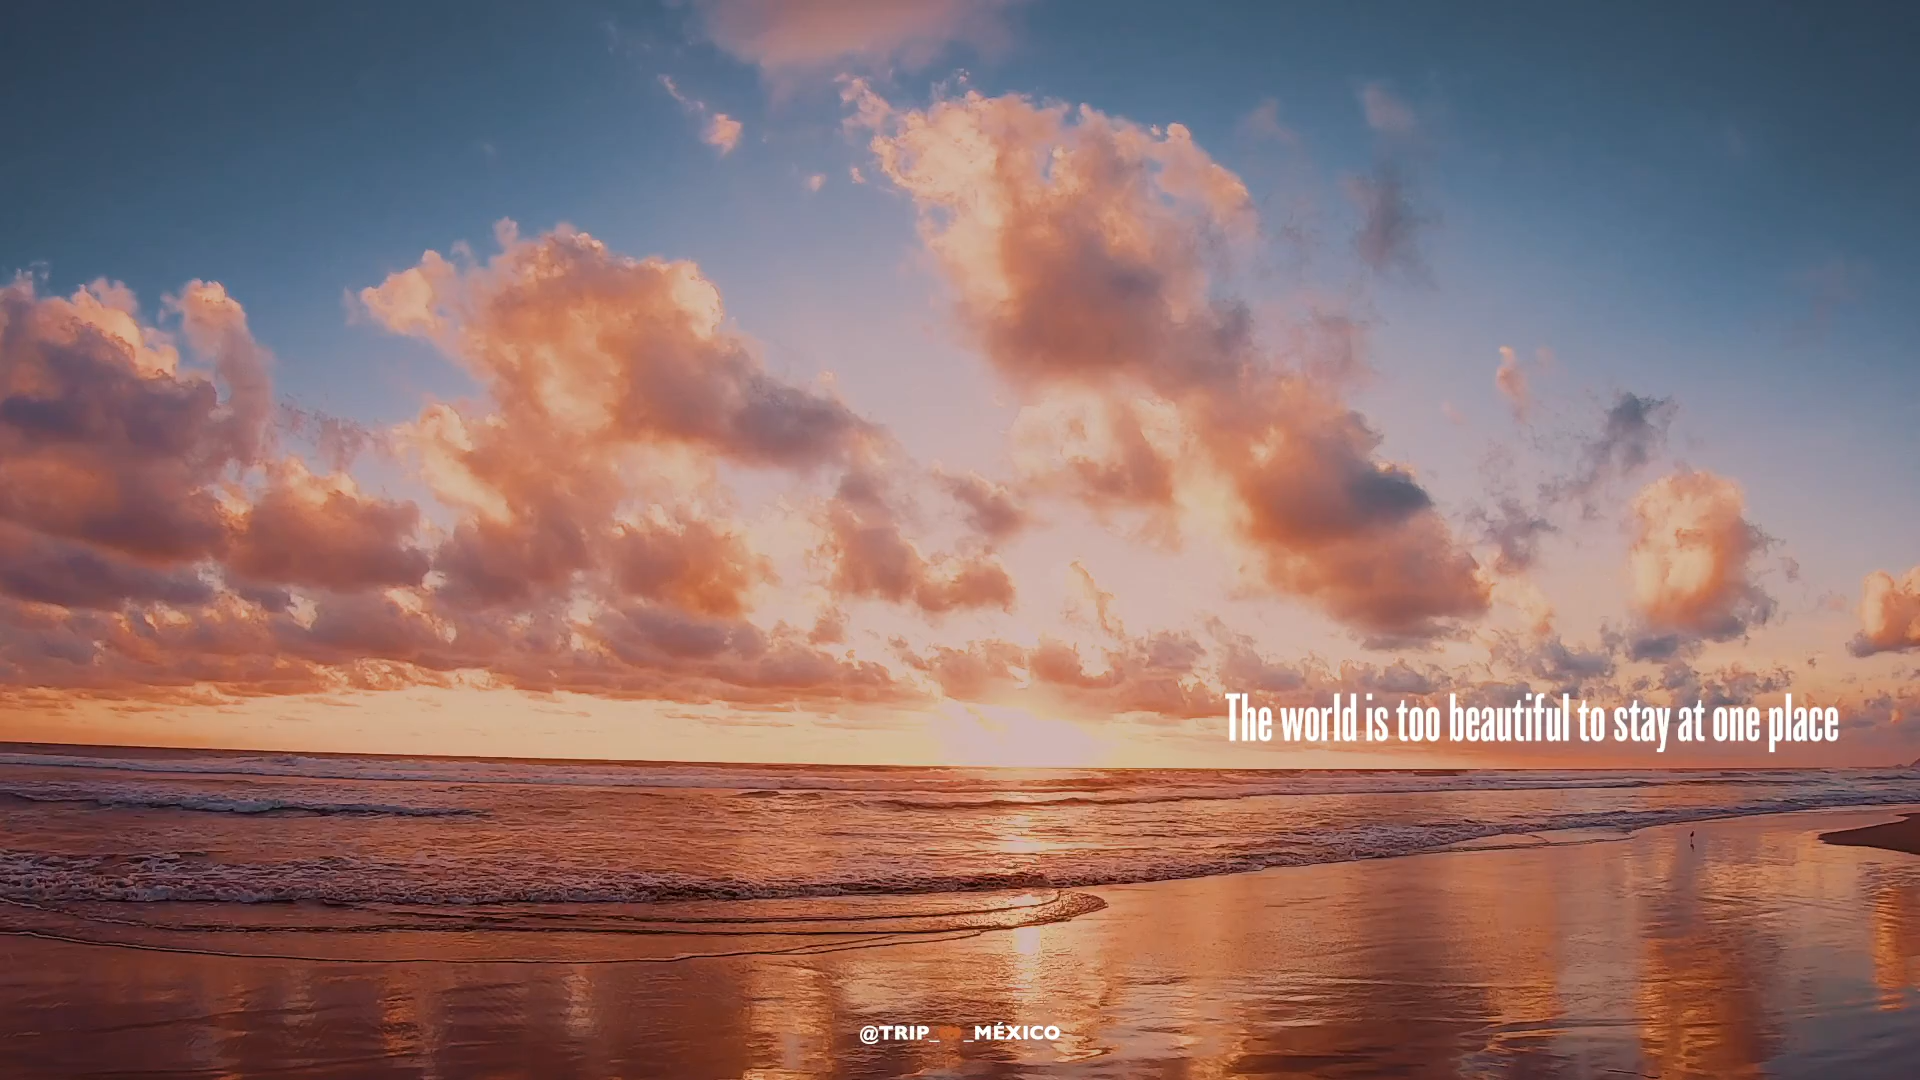 The world is too beautiful to stay at one place
@TRIP_🧡_MÉXICO